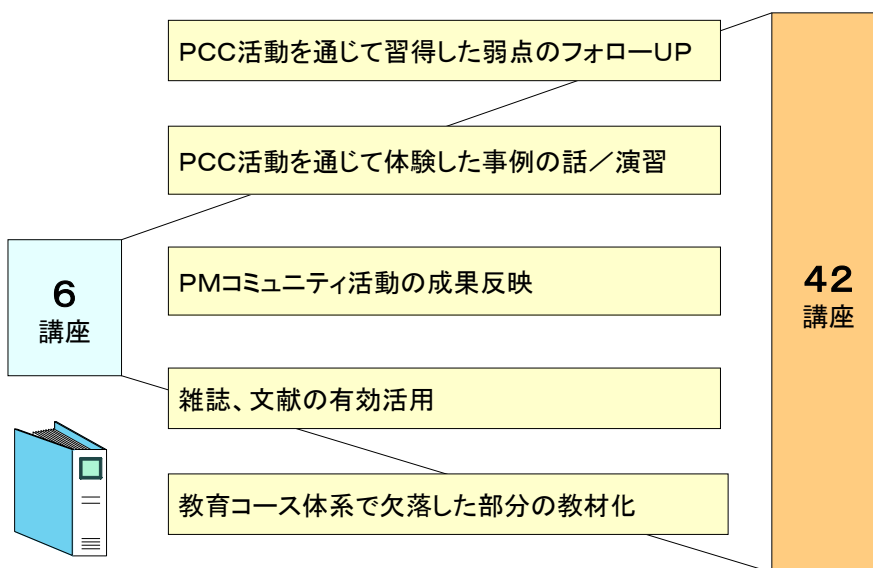 PCC活動を通じて習得した弱点のフォローUP
PCC活動を通じて体験した事例の話／演習
6
講座
PMコミュニティ活動の成果反映
42
講座
雑誌、文献の有効活用
教育コース体系で欠落した部分の教材化